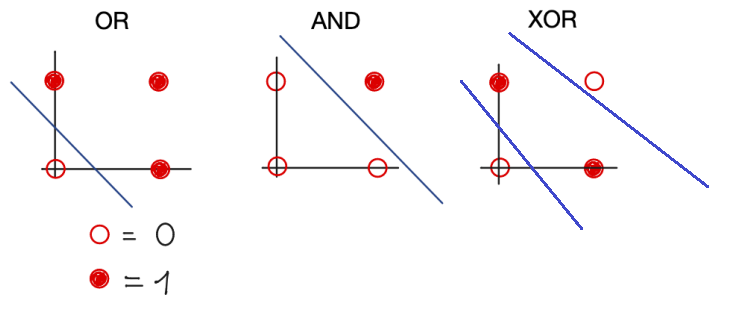 OR AND XOR
= 0
= 1